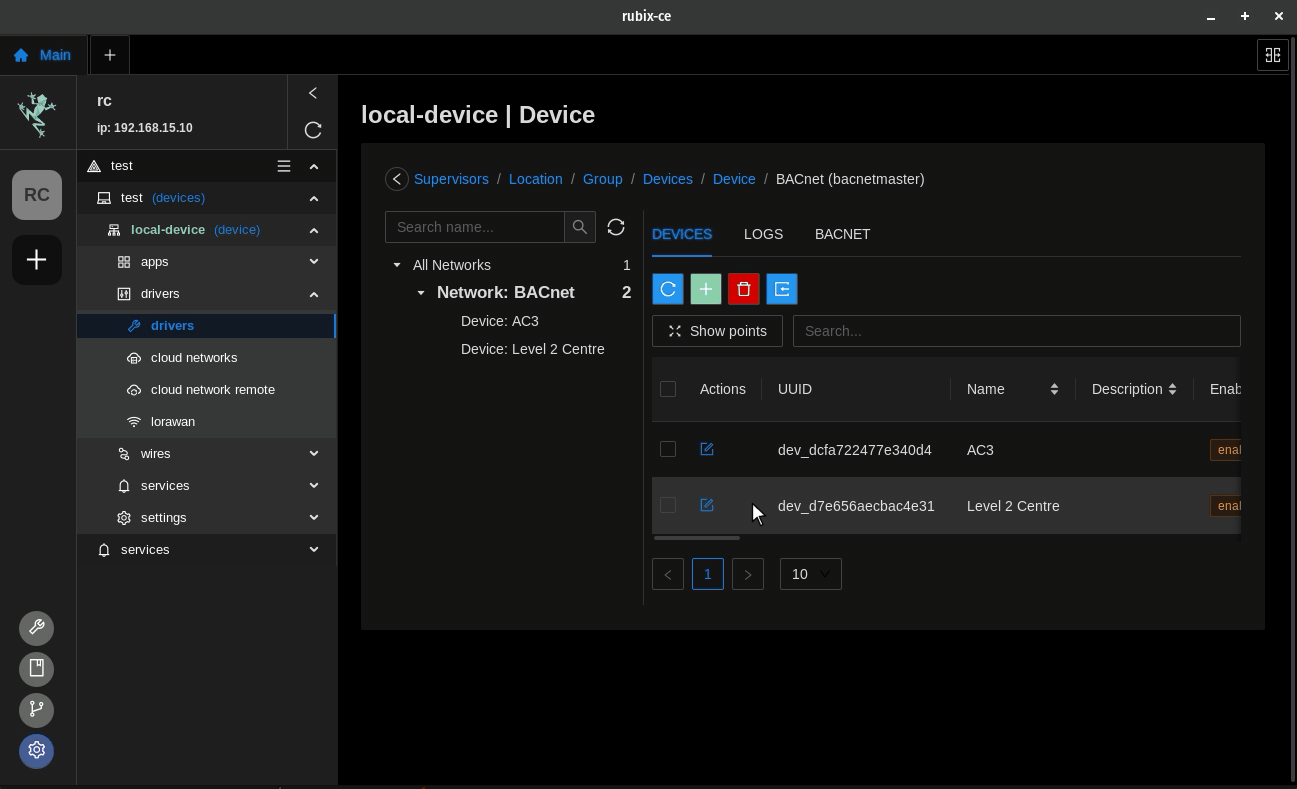 rubix-ce
Main
rc
ip: 192.168.15.10
RC
test
test (devices)
local-device (device)
apps
drivers
drivers
cloud networks
cloud network remote
lorawan
wires
services
settings
services
local-device | Device
Supervisors / Location / Group / Devices / Device / BACnet (bacnetmaster)
Search name...
All Networks 1
Network: BACnet 2
Device: AC3
Device: Level 2 Centre
DEVICES LOGS BACNET
Show points
Search...
Actions UUID Name Description Enab
dev_dcfa722477e340d4 AC3 enal
dev_d7e656aecbac4e31 Level 2 Centre enal
1
10